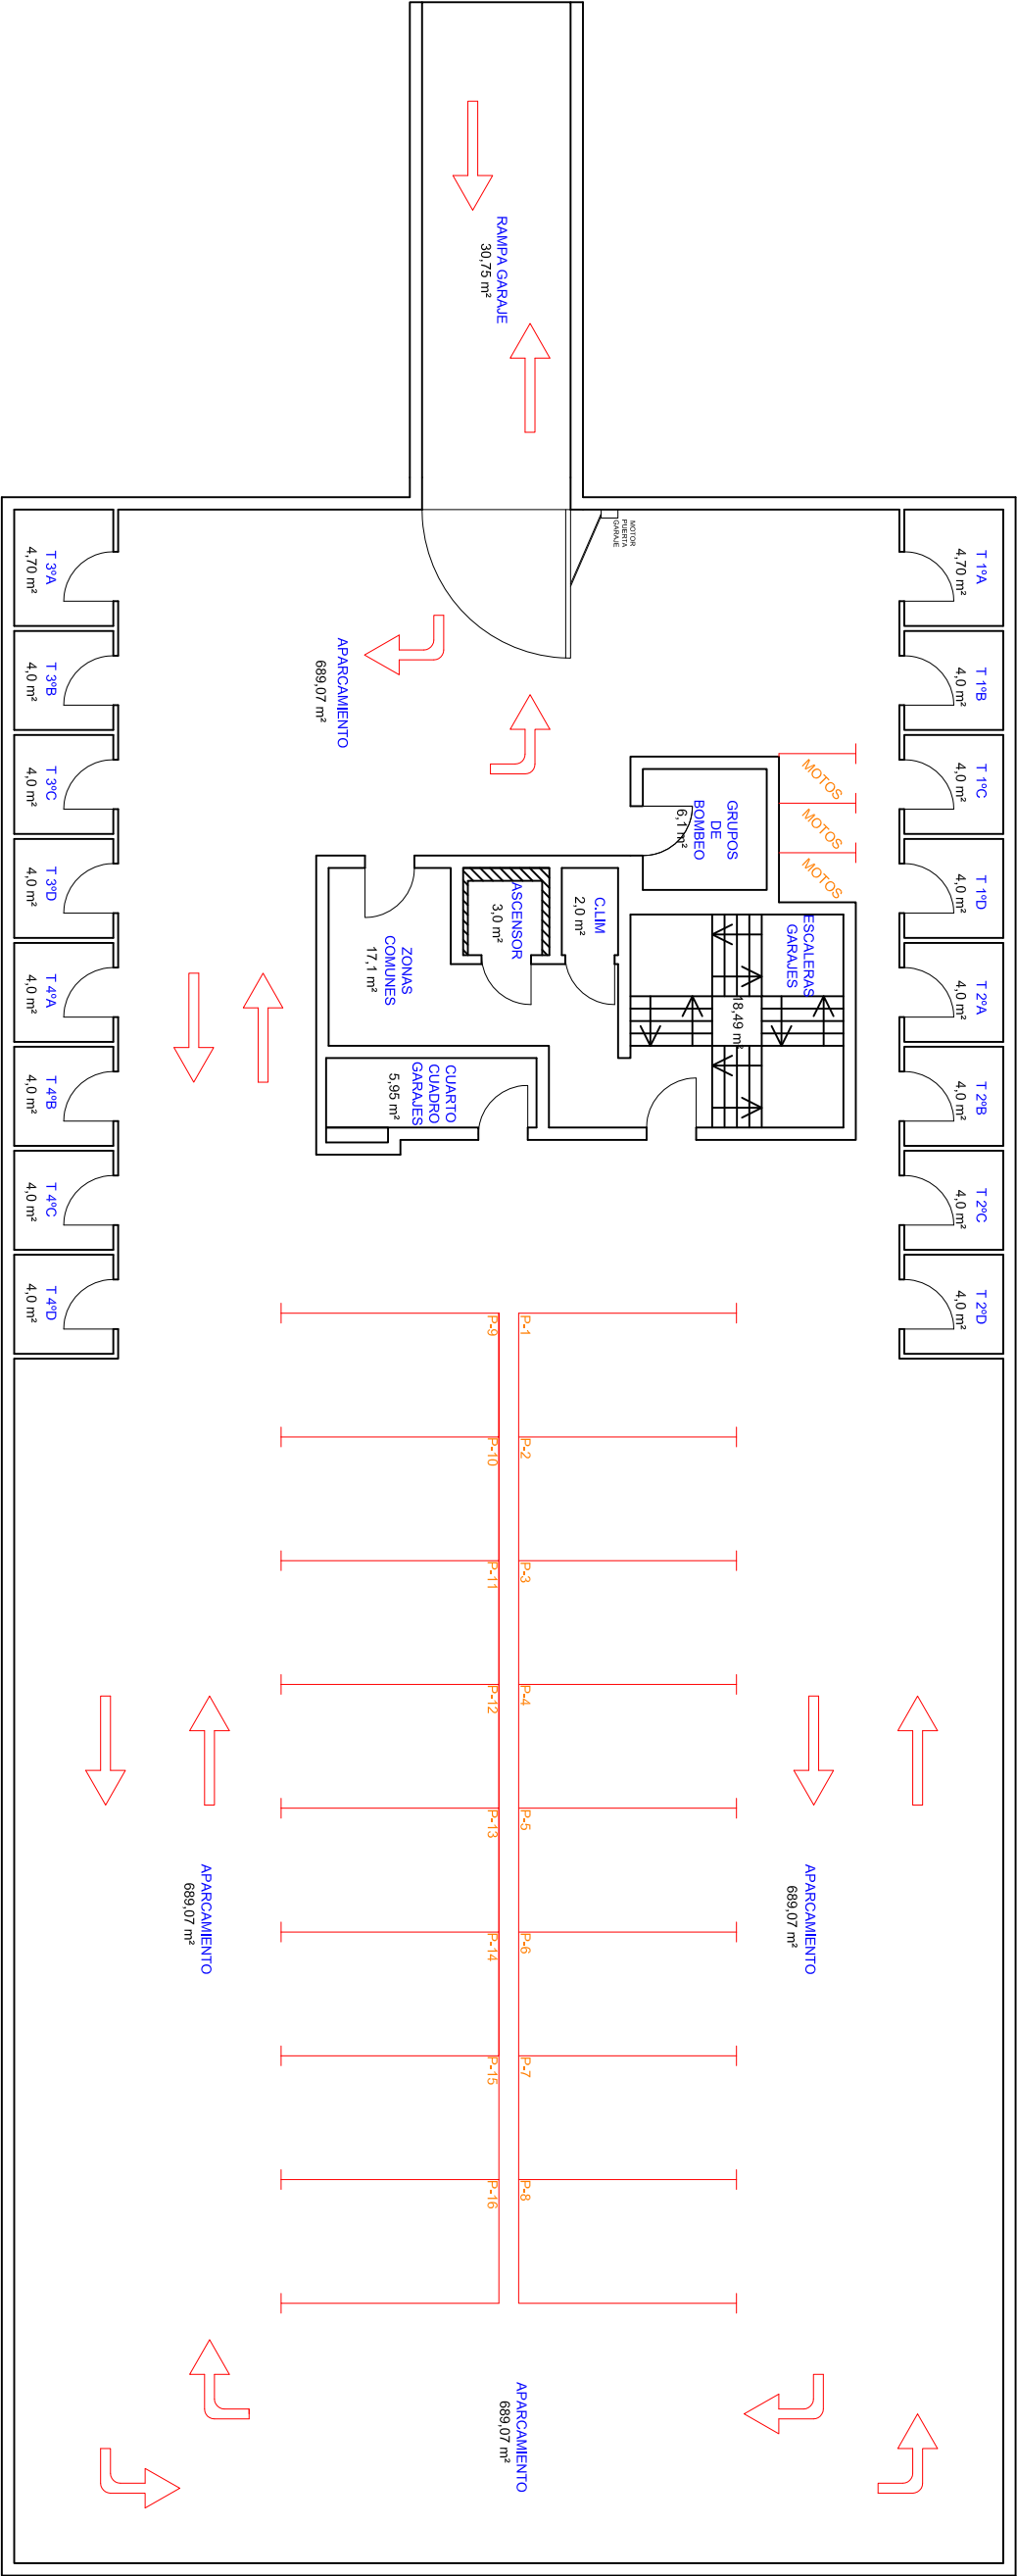 RAMPA GARAJE
30,75 m²
MOTOR
PUERTA
GARAJE
T 1ºA
4,70 m²
T 1ºB
4,0 m²
T 1ºC
4,0 m²
T 1ºD
4,0 m²
T 2ºA
4,0 m²
T 2ºB
4,0 m²
T 2ºC
4,0 m²
T 2ºD
4,0 m²
T 3ºA
4,70 m²
T 3ºB
4,0 m²
T 3ºC
4,0 m²
T 3ºD
4,0 m²
T 4ºA
4,0 m²
T 4ºB
4,0 m²
T 4ºC
4,0 m²
T 4ºD
4,0 m²
APARCAMIENTO
689,07 m²
MOTOS
MOTOS
MOTOS
GRUPOS
DE
BOMBEO
6,1 m²
ESCALERAS
GARAJES
18,49 m²
C.LIM
2,0 m²
ASCENSOR
3,0 m²
ZONAS
COMUNES
17,1 m²
CUARTO
CUADRO
GARAJES
5,95 m²
P-1
P-2
P-3
P-4
P-5
P-6
P-7
P-8
P-9
P-10
P-11
P-12
P-13
P-14
P-15
P-16
APARCAMIENTO
689,07 m²
APARCAMIENTO
689,07 m²
APARCAMIENTO
689,07 m²